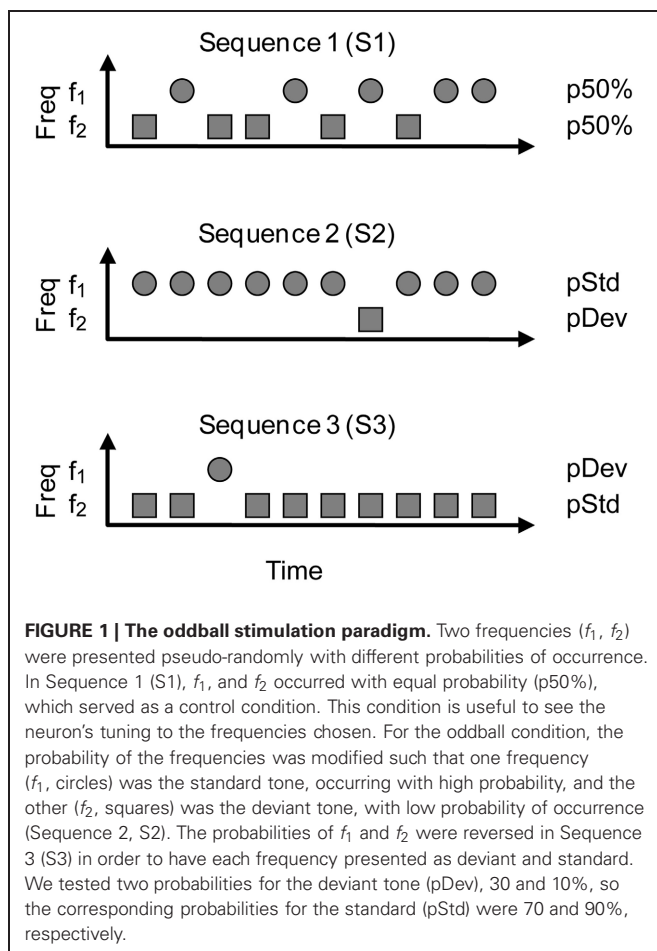 Sequence 1 (S1)
Freq
f₁
p50%
f₂
p50%
Sequence 2 (S2)
Freq
f₁
pStd
f₂
pDev
Sequence 3 (S3)
Freq
f₁
pDev
f₂
pStd
Time
FIGURE 1 | The oddball stimulation paradigm. Two frequencies (f₁, f₂)
were presented pseudo-randomly with different probabilities of occurrence.
In Sequence 1 (S1), f₁, and f₂ occurred with equal probability (p50%),
which served as a control condition. This condition is useful to see the
neuron's tuning to the frequencies chosen. For the oddball condition, the
probability of the frequencies was modified such that one frequency
(f₁, circles) was the standard tone, occurring with high probability, and the
other (f₂, squares) was the deviant tone, with low probability of occurrence
(Sequence 2, S2). The probabilities of f₁ and f₂ were reversed in Sequence
3 (S3) in order to have each frequency presented as deviant and standard.
We tested two probabilities for the deviant tone (pDev), 30 and 10%, so
the corresponding probabilities for the standard (pStd) were 70 and 90%,
respectively.